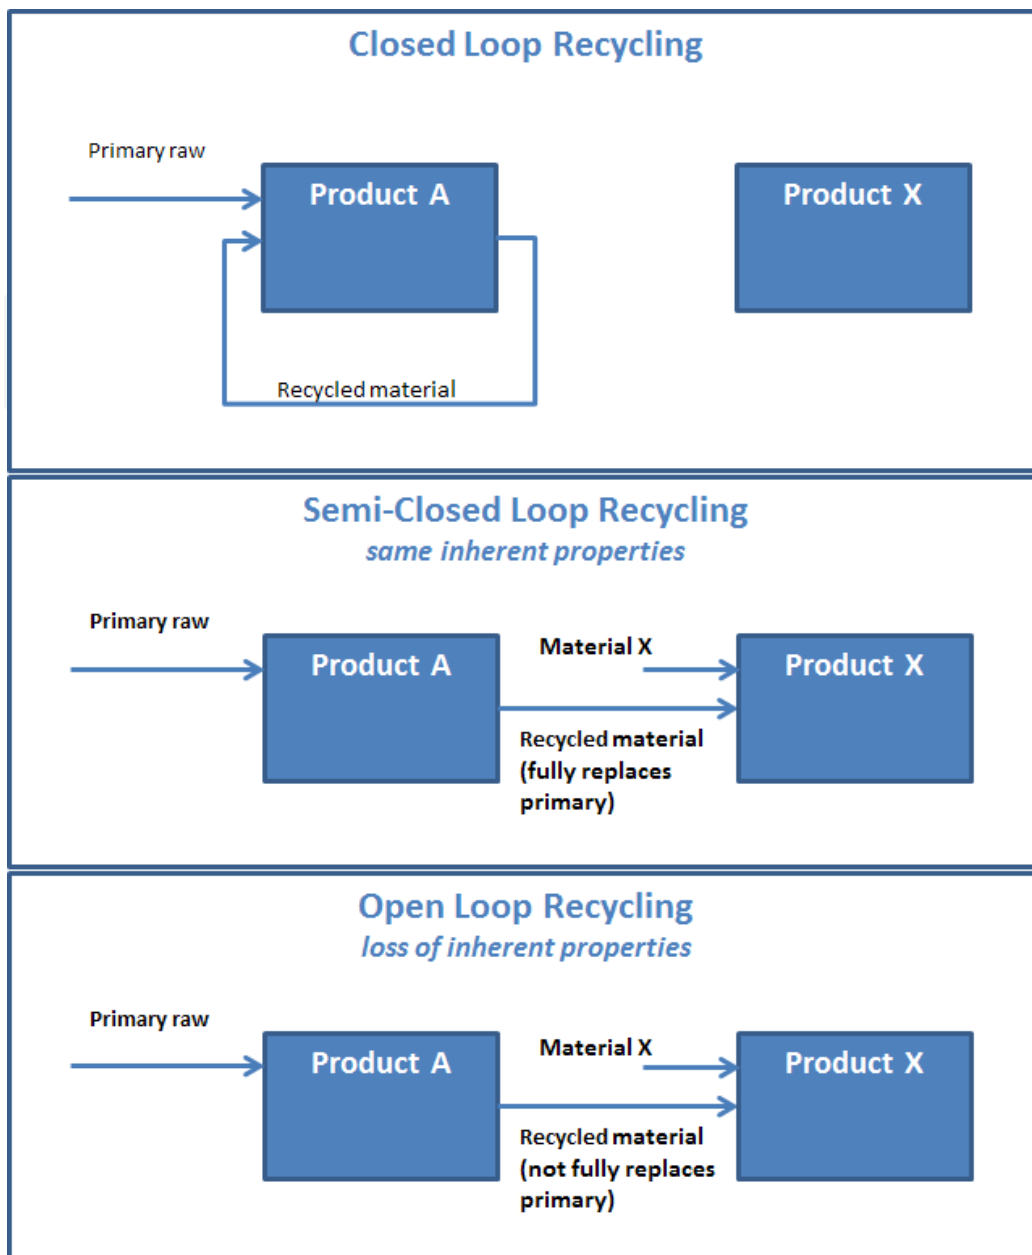 Closed Loop Recycling
Primary raw
Product A
Product X
Recycled material
Semi-Closed Loop Recycling
same inherent properties
Primary raw
Product A
Material X
Product X
Recycled material
(fully replaces
primary)
Open Loop Recycling
loss of inherent properties
Primary raw
Product A
Material X
Product X
Recycled material
(not fully replaces
primary)